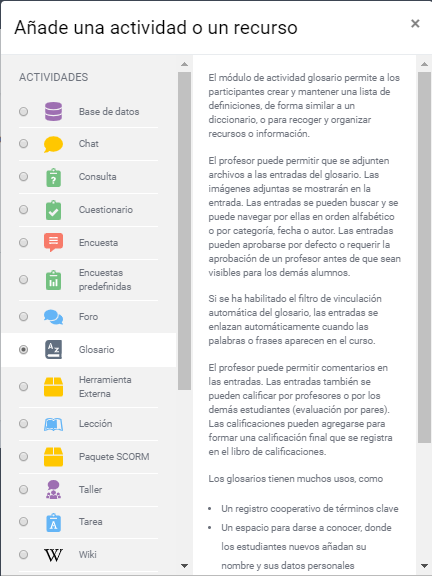 Añade una actividad o un recurso
×
ACTIVIDADES
Base de datos
Chat
Consulta
Cuestionario
Encuesta
Encuestas
predefinidas
Foro
Glosario
Herramienta
Externa
Lección
Paquete SCORM
Taller
Tarea
Wiki
El módulo de actividad glosario permite a los
participantes crear y mantener una lista de
definiciones, de forma similar a un
diccionario, o para recoger y organizar
recursos o información.
El profesor puede permitir que se adjunten
archivos a las entradas del glosario. Las
imágenes adjuntas se mostrarán en la
entrada. Las entradas se pueden buscar y se
puede navegar por ellas en orden alfabético
o por categoría, fecha o autor. Las entradas
pueden aprobarse por defecto o requerir la
aprobación de un profesor antes de que sean
visibles para los demás alumnos.
Si se ha habilitado el filtro de vinculación
automática del glosario, las entradas se
enlazan automáticamente cuando las
palabras o frases aparecen en el curso.
El profesor puede permitir comentarios en
las entradas. Las entradas también se
pueden calificar por profesores o por los
demás estudiantes (evaluación por pares).
Las calificaciones pueden agregarse para
formar una calificación final que se registra
en el libro de calificaciones.
Los glosarios tienen muchos usos, como
• Un registro cooperativo de términos clave
• Un espacio para darse a conocer, donde
los estudiantes nuevos añadan su
nombre y sus datos personales